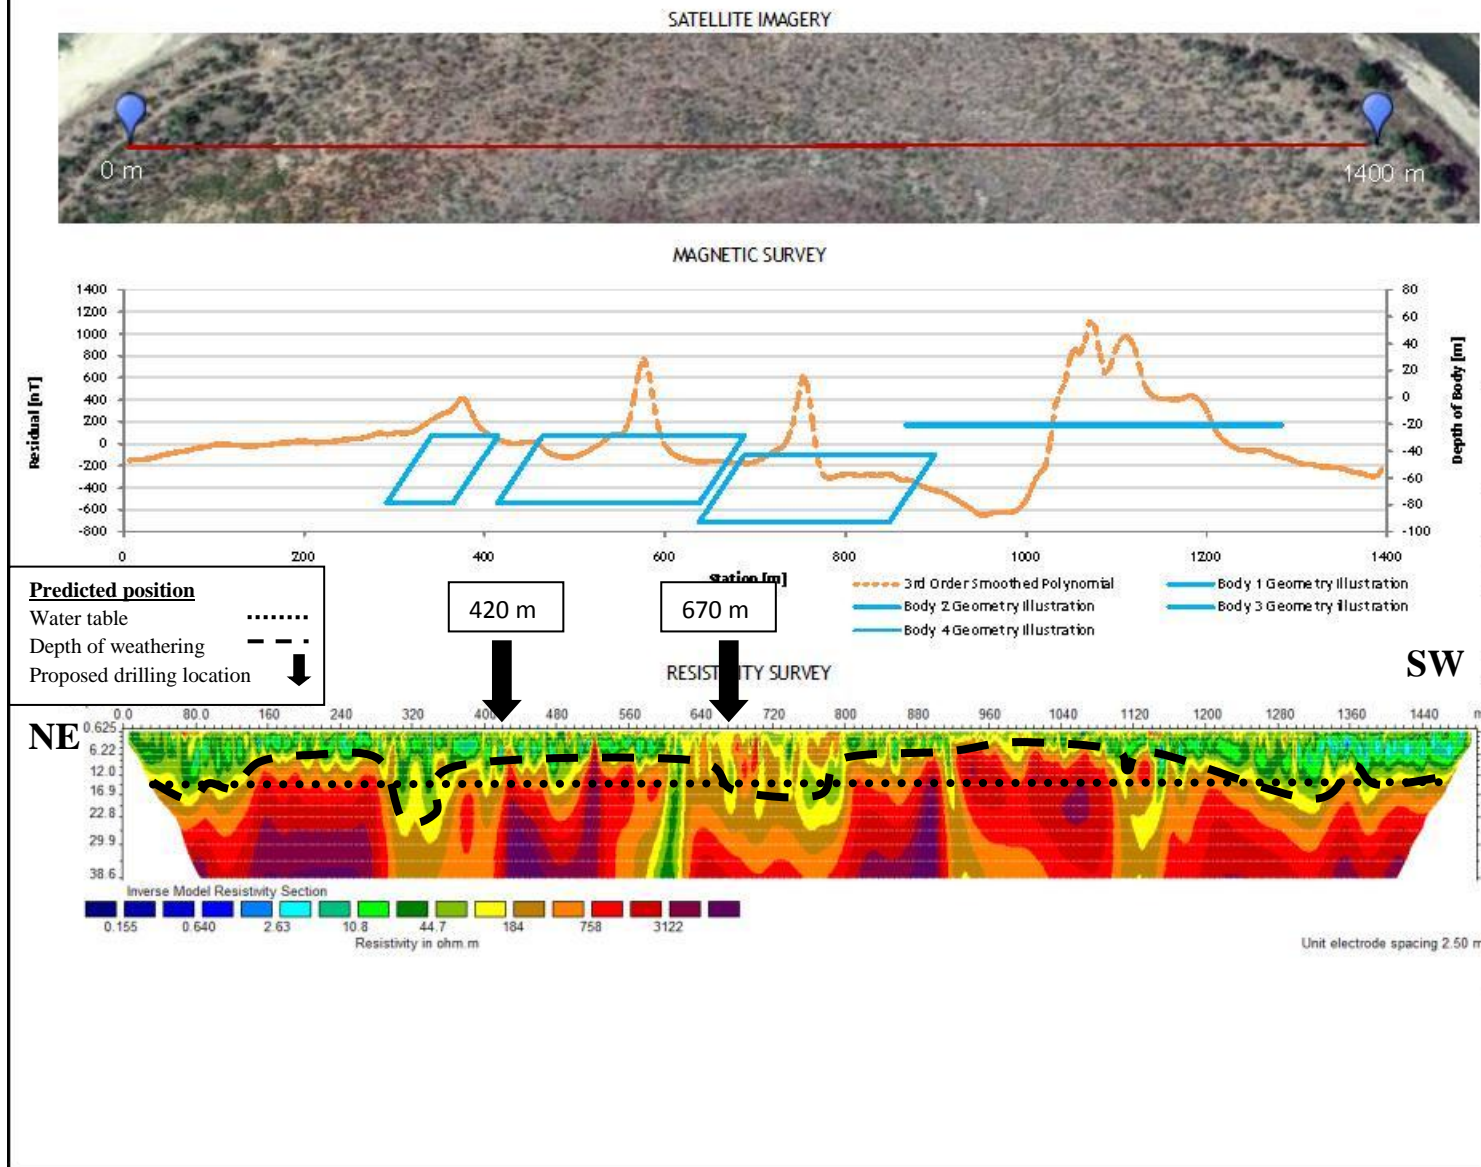 SATELLITE IMAGERY
0 m
1400 m
MAGNETIC SURVEY
1400
1200
1000
800
600
400
200
0
-200
-400
-600
-800
Residual [nT]
80
60
40
20
0
-20
-40
-60
-80
-100
Depth of Body [m]
0 200 400 600 800 1000 1200 1400
Station [m]
3rd Order Smoothed Polynomial
Body 1 Geometry Illustration
Body 2 Geometry Illustration
Body 3 Geometry Illustration
Body 4 Geometry Illustration
Predicted position
Water table
Depth of weathering
Proposed drilling location
420 m
670 m
RESISTIVITY SURVEY
SW
NE
0.0 80.0 160 240 320 400 480 560 640 720 800 880 960 1040 1120 1200 1280 1360 1440 m
0.625
6.22
12.0
16.9
22.8
29.9
38.6
Inverse Model Resistivity Section
0.155 0.640 2.63 10.8 44.7 184 758 3122
Resistivity in ohm.m
Unit electrode spacing 2.50 m